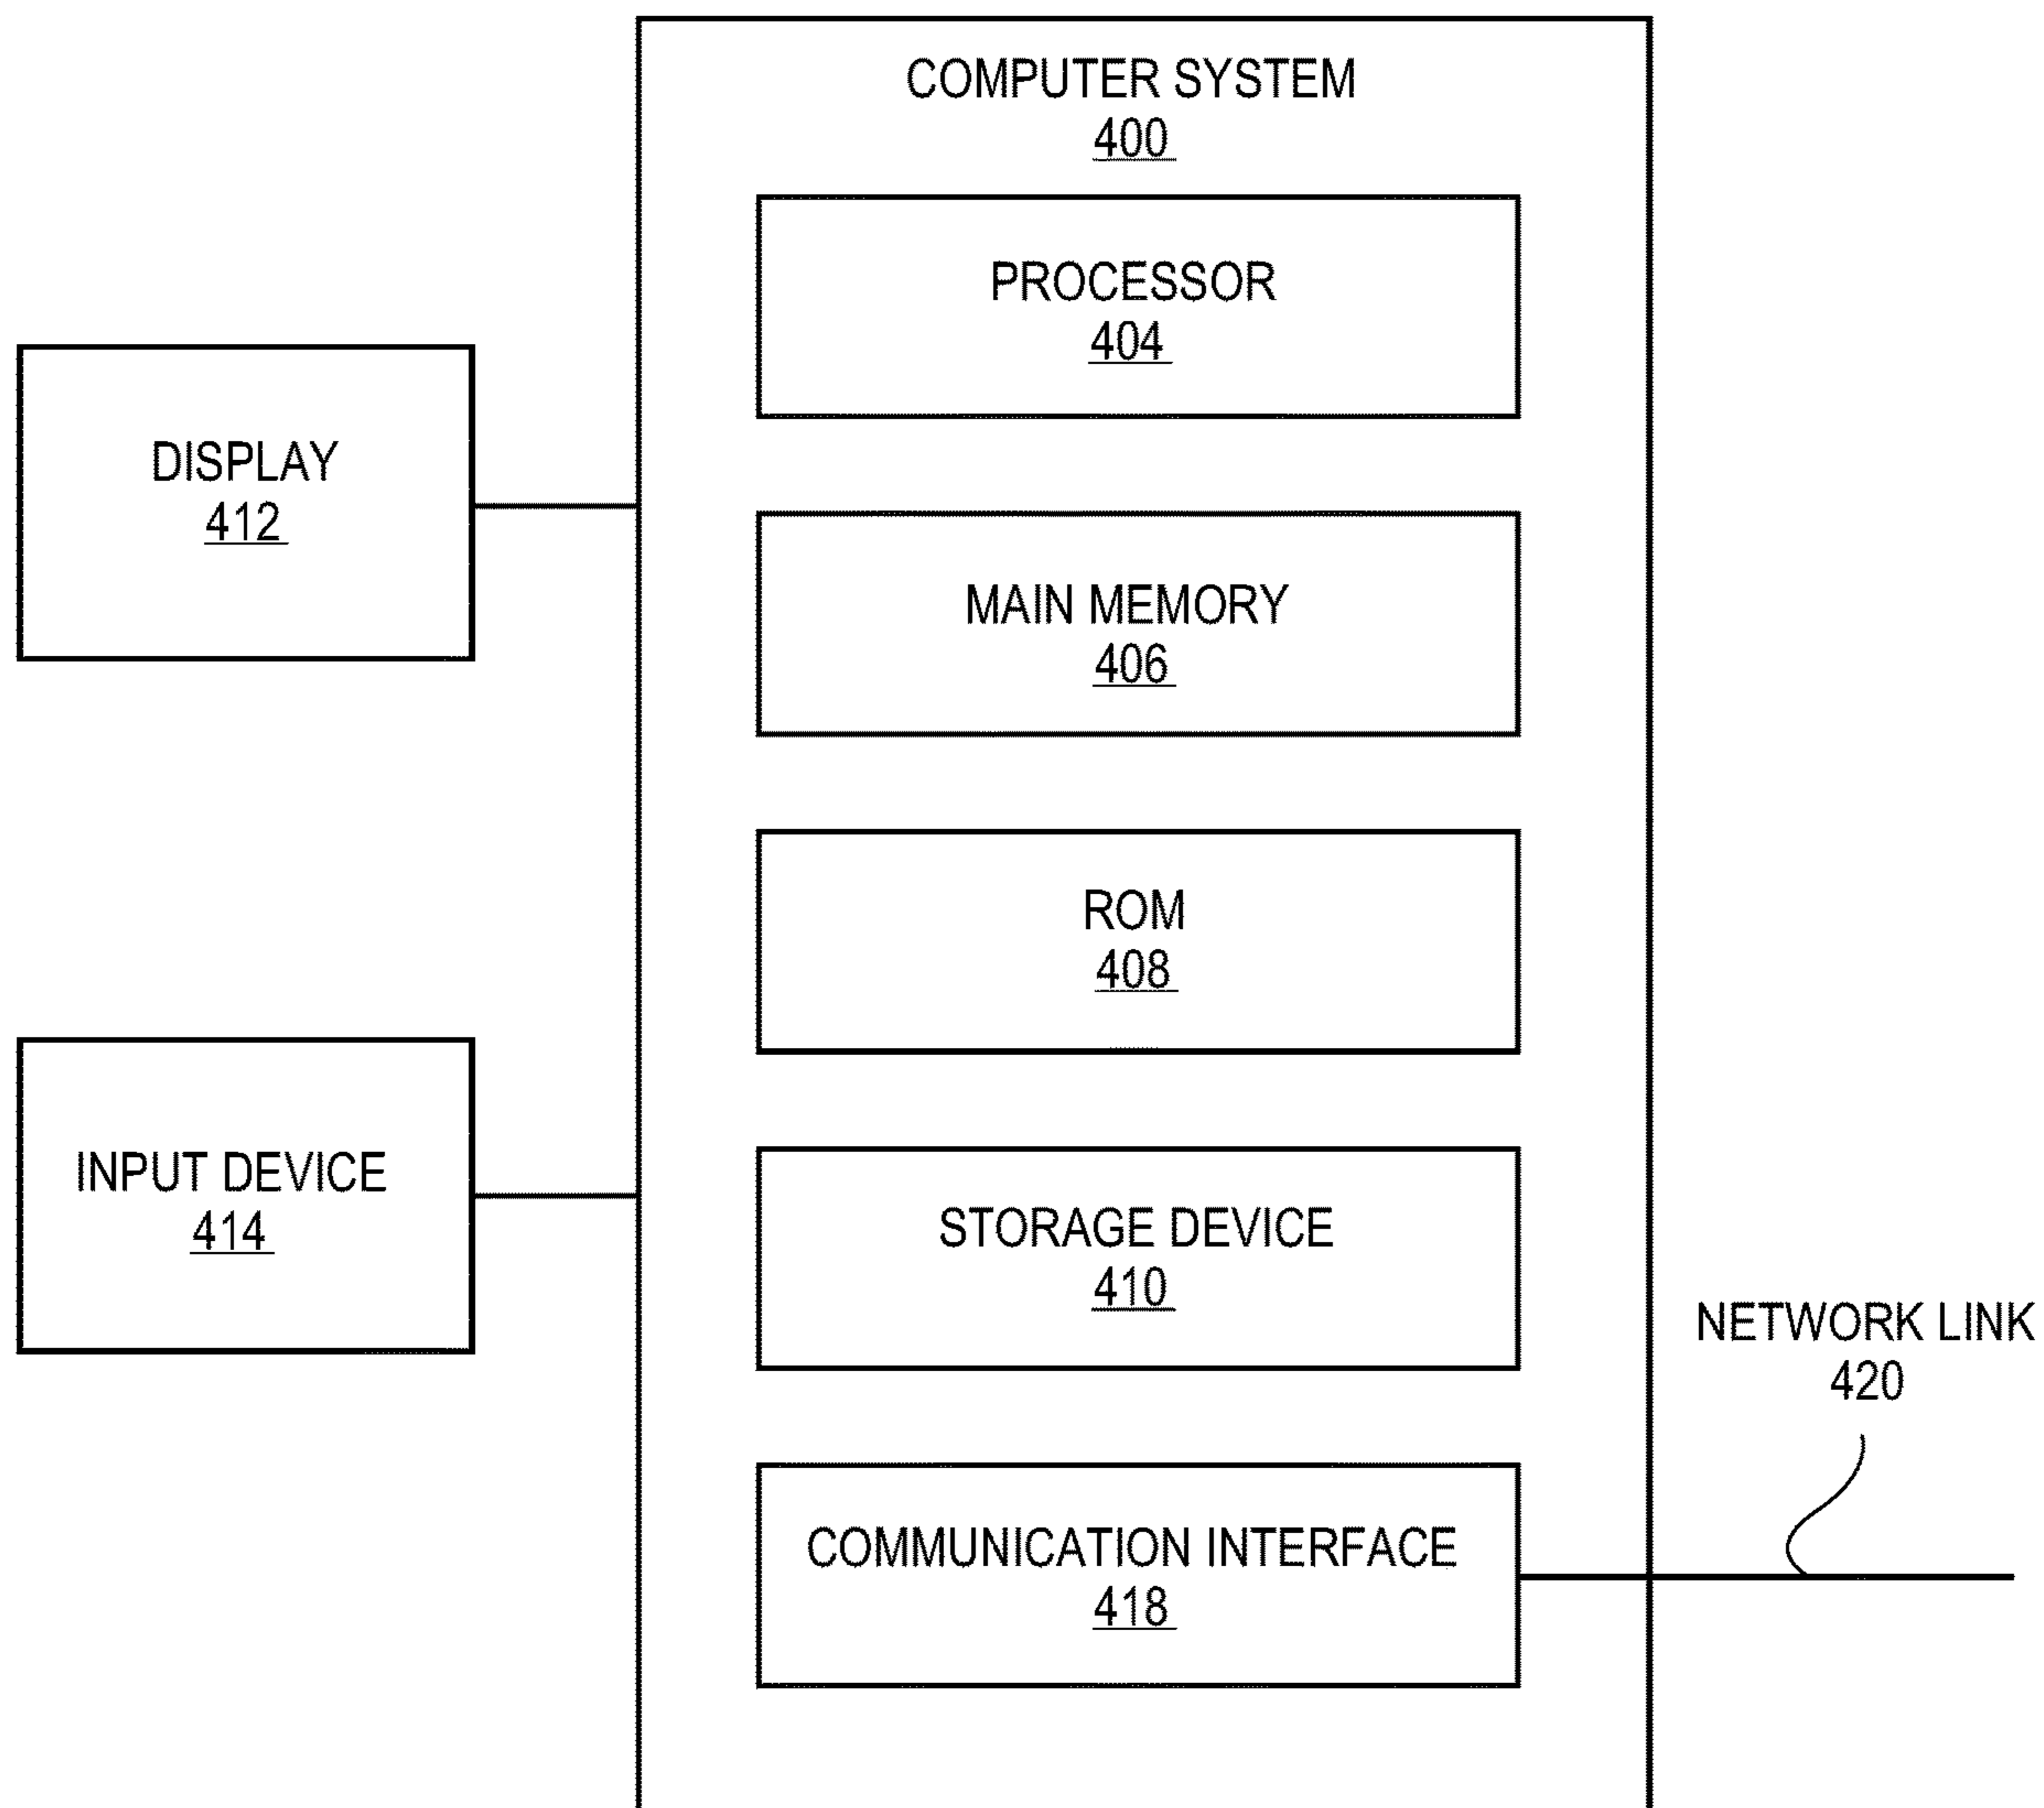 COMPUTER SYSTEM
400
PROCESSOR
404
DISPLAY
412
MAIN MEMORY
406
ROM
408
INPUT DEVICE
414
STORAGE DEVICE
410
NETWORK LINK
420
COMMUNICATION INTERFACE
418